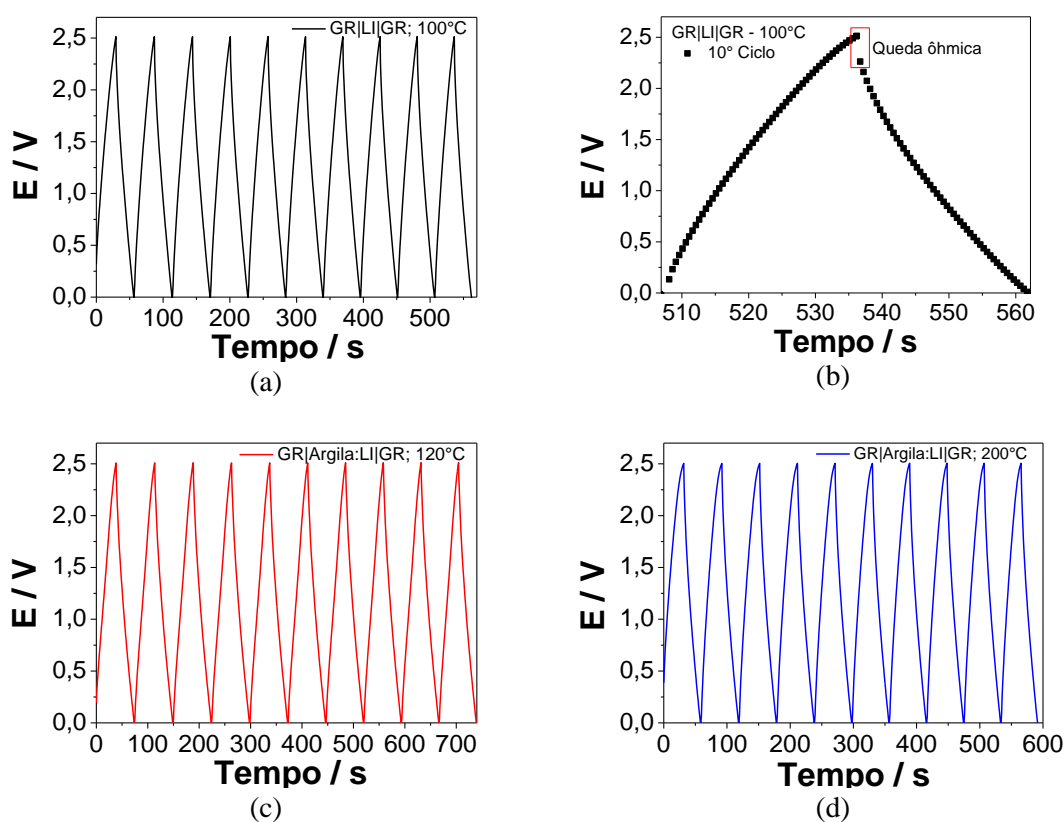 GR|LI|GR; 100°C
2,5
2,0
1,5
1,0
0,5
0,0
E / V
0 100 200 300 400 500
Tempo / s
(a)
GR|LI|GR - 100°C
10° Ciclo
Queda ôhmica
2,5
2,0
1,5
1,0
0,5
0,0
E / V
510 520 530 540 550 560
Tempo / s
(b)
GR|Argila:LI|GR; 120°C
2,5
2,0
1,5
1,0
0,5
0,0
E / V
0 100 200 300 400 500 600 700
Tempo / s
(c)
GR|Argila:LI|GR; 200°C
2,5
2,0
1,5
1,0
0,5
0,0
E / V
0 100 200 300 400 500 600
Tempo / s
(d)